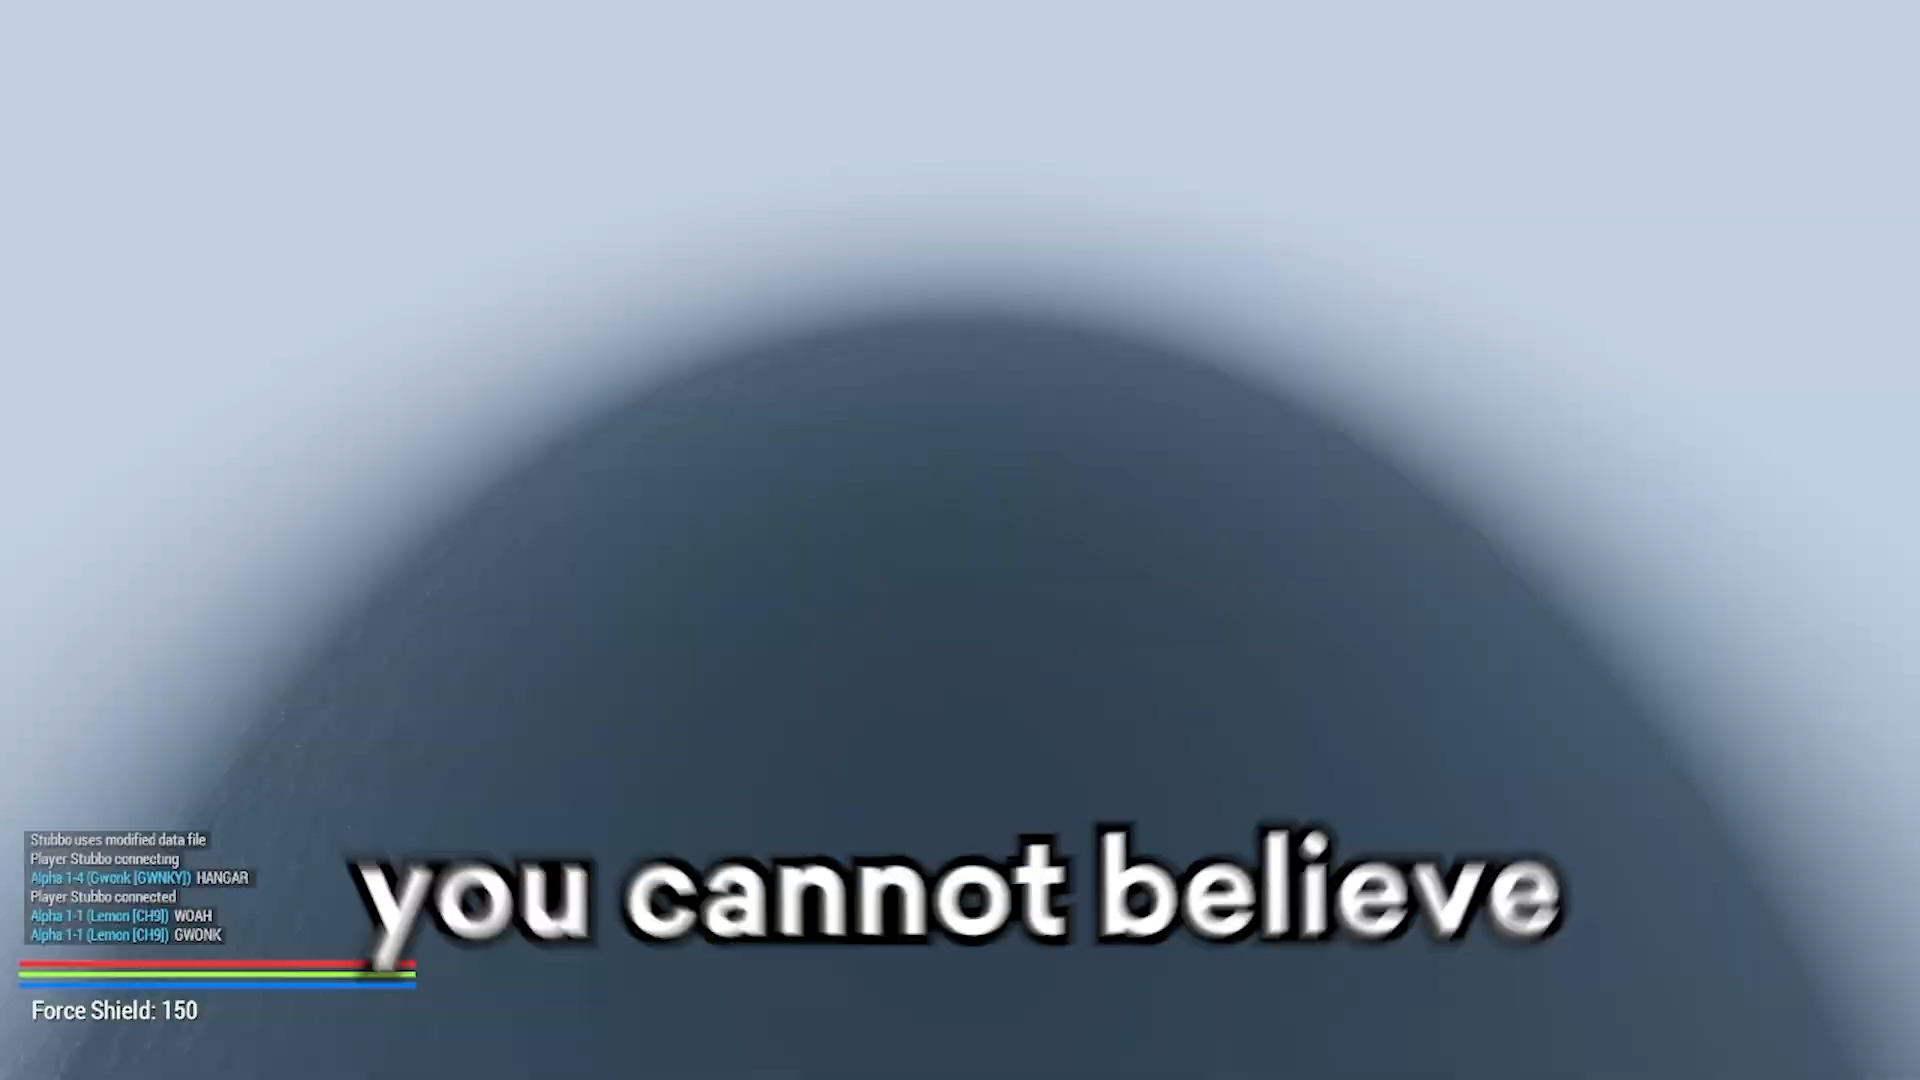 Stubbo uses modified data file
Player Stubbo connecting
Alpha 1-4 (Gwonk [GWNKY]) HANGAR
Player Stubbo connected
Alpha 1-1 (Lemon [CH9]) WOAH
Alpha 1-1 (Lemon [CH9]) GWONK
you cannot believe
Force Shield: 150